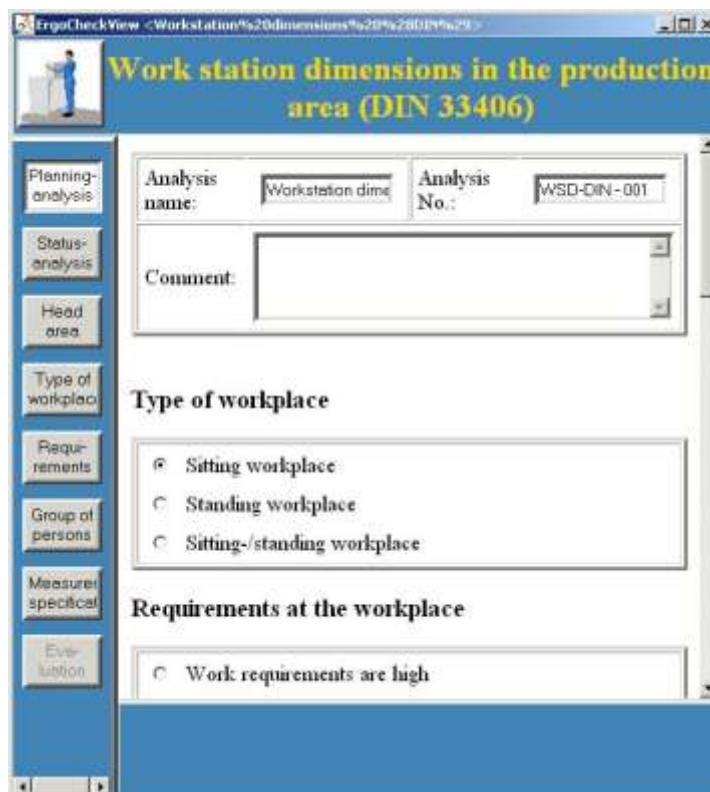 ErgoCheckView <Workstation%20dimensions%20%28DIN%29>
Work station dimensions in the production
area (DIN 33406)
Planning-
analysis
Status-
analysis
Head
area
Type of
workplac
Requi-
rements
Group of
persons
Measurer
specificat
Eva-
luation
Analysis
name:
Workstation dime
Analysis
No.:
WSD-DIN-001
Comment:
Type of workplace
Sitting workplace
Standing workplace
Sitting-/standing workplace
Requirements at the workplace
Work requirements are high